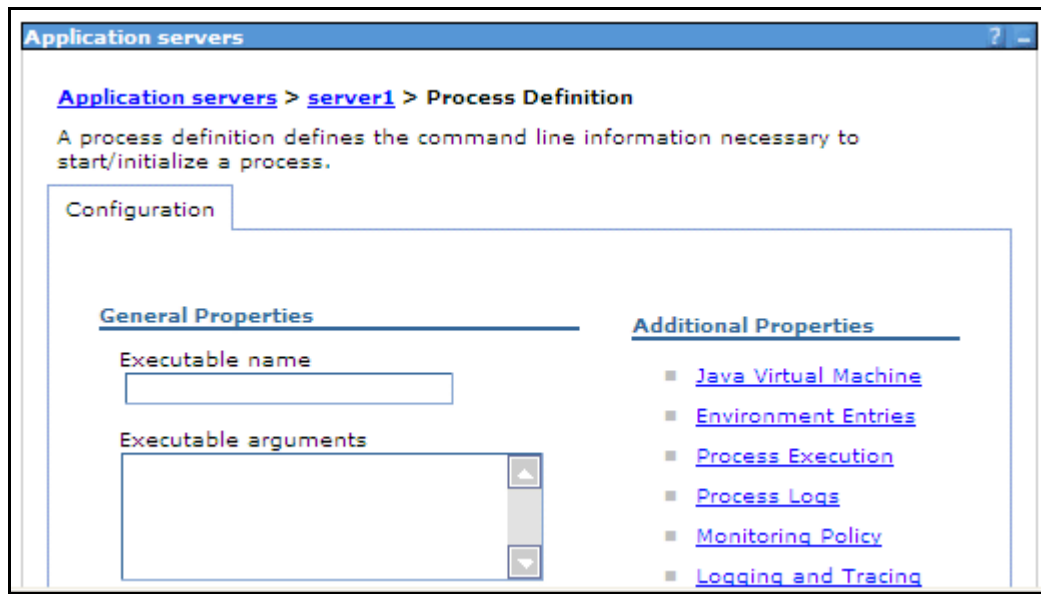 Application servers ? –
Application servers > server1 > Process Definition
A process definition defines the command line information necessary to
start/initialize a process.
Configuration
General Properties
Executable name
Executable arguments
Additional Properties
Java Virtual Machine
Environment Entries
Process Execution
Process Logs
Monitoring Policy
Logging and Tracing